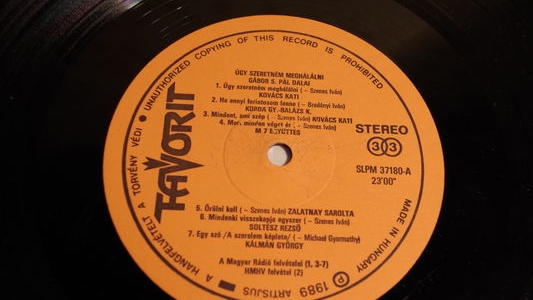 UNAUTHORIZED COPYING OF THIS RECORD IS PROHIBITED
ÚGY SZERETNÉM MEGHÁLÁLNI
GÁBOR S. PÁL DALAI
1. Úgy szeretném meghálálni ( - Szenes Iván)
KOVÁCS KATI
2. Ha ennyi forintosom lenne ( - Bradányi Iván)
KORDA GY.-BALÁZS K.
3. Mindent, ami szép ( - Szenes Iván) KOVÁCS KATI
4. Mert minden véget ér ( - Szenes Iván)
M 7 EGYÜTTES
FAVORIT
STEREO
33
SLPM 37180-A
23'00"
5. Örülni kell ( - Szenes Iván) ZALATNAY SAROLTA
6. Mindenki visszakapja egyszer ( - Szenes Iván)
SOLTÉSZ REZSŐ
7. Egy szó /A szerelem képlete/ ( - Michael Gyarmathy)
KÁLMÁN GYÖRGY
A Magyar Rádió felvételei (1, 3-7)
HMHV felvétel (2)
MADE IN HUNGARY
℗ 1989 ARTISJUS
A HANGFELVÉTELT A TÖRVÉNY VÉDI